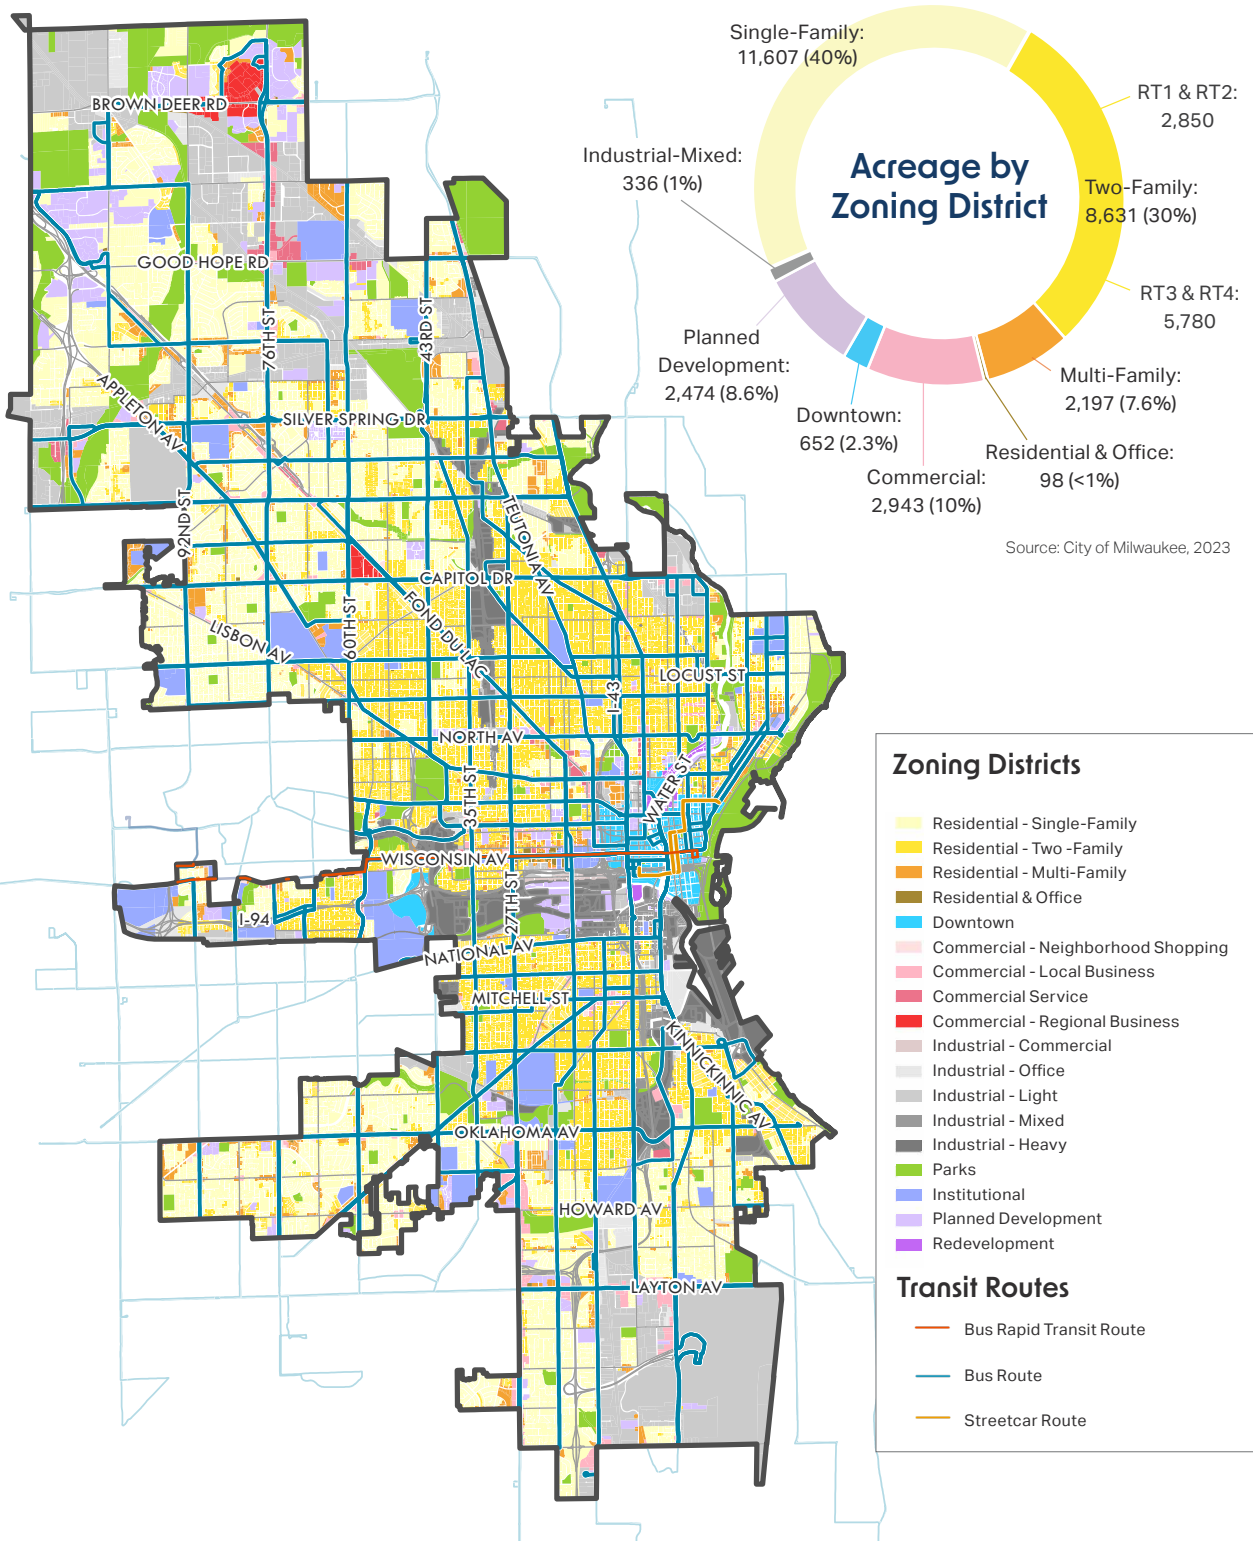 Single-Family:
11,607 (40%)
RT1 & RT2:
2,850
Industrial-Mixed:
336 (1%)
Acreage by
Zoning District
Two-Family:
8,631 (30%)
RT3 & RT4:
5,780
Planned
Development:
2,474 (8.6%)
Multi-Family:
2,197 (7.6%)
Downtown:
652 (2.3%)
Residential & Office:
98 (<1%)
Commercial:
2,943 (10%)
Source: City of Milwaukee, 2023
BROWN DEER RD
GOOD HOPE RD
76TH ST
43RD ST
APPLETON AV
SILVER SPRING DR
92ND ST
TEUTONIA AV
CAPITOL DR
60TH ST
FOND DU LAC
LISBON AV
LOCUST ST
I-43
NORTH AV
35TH ST
WATER ST
WISCONSIN AV
27TH ST
I-94
NATIONAL AV
MITCHELL ST
KINNICKINNIC AV
OKLAHOMA AV
HOWARD AV
LAYTON AV
Zoning Districts
Residential - Single-Family
Residential - Two -Family
Residential - Multi-Family
Residential & Office
Downtown
Commercial - Neighborhood Shopping
Commercial - Local Business
Commercial Service
Commercial - Regional Business
Industrial - Commercial
Industrial - Office
Industrial - Light
Industrial - Mixed
Industrial - Heavy
Parks
Institutional
Planned Development
Redevelopment
Transit Routes
Bus Rapid Transit Route
Bus Route
Streetcar Route